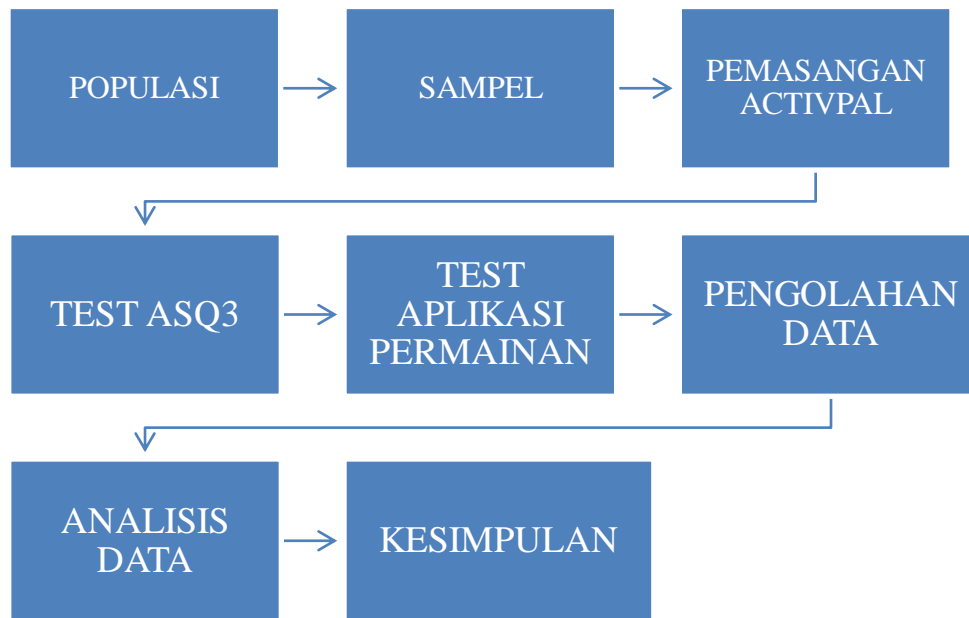 POPULASI
SAMPEL
PEMASANGAN
ACTIVPAL
TEST ASQ3
TEST
APLIKASI
PERMAINAN
PENGOLAHAN
DATA
ANALISIS
DATA
KESIMPULAN